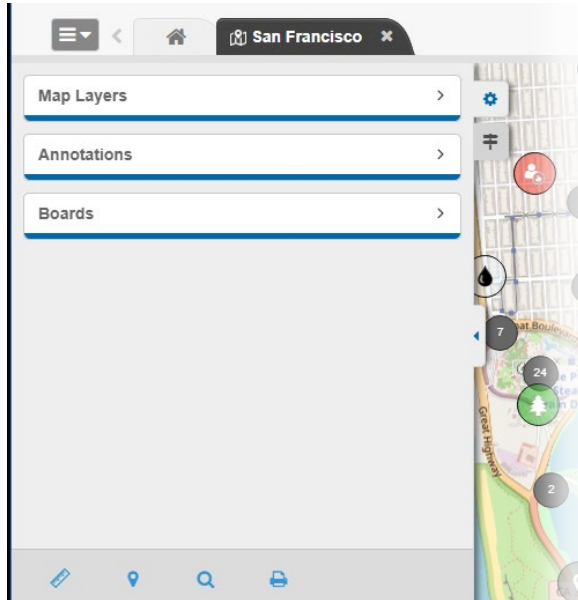 San Francisco
Map Layers
Annotations
Boards
7
24
2
Great Highway